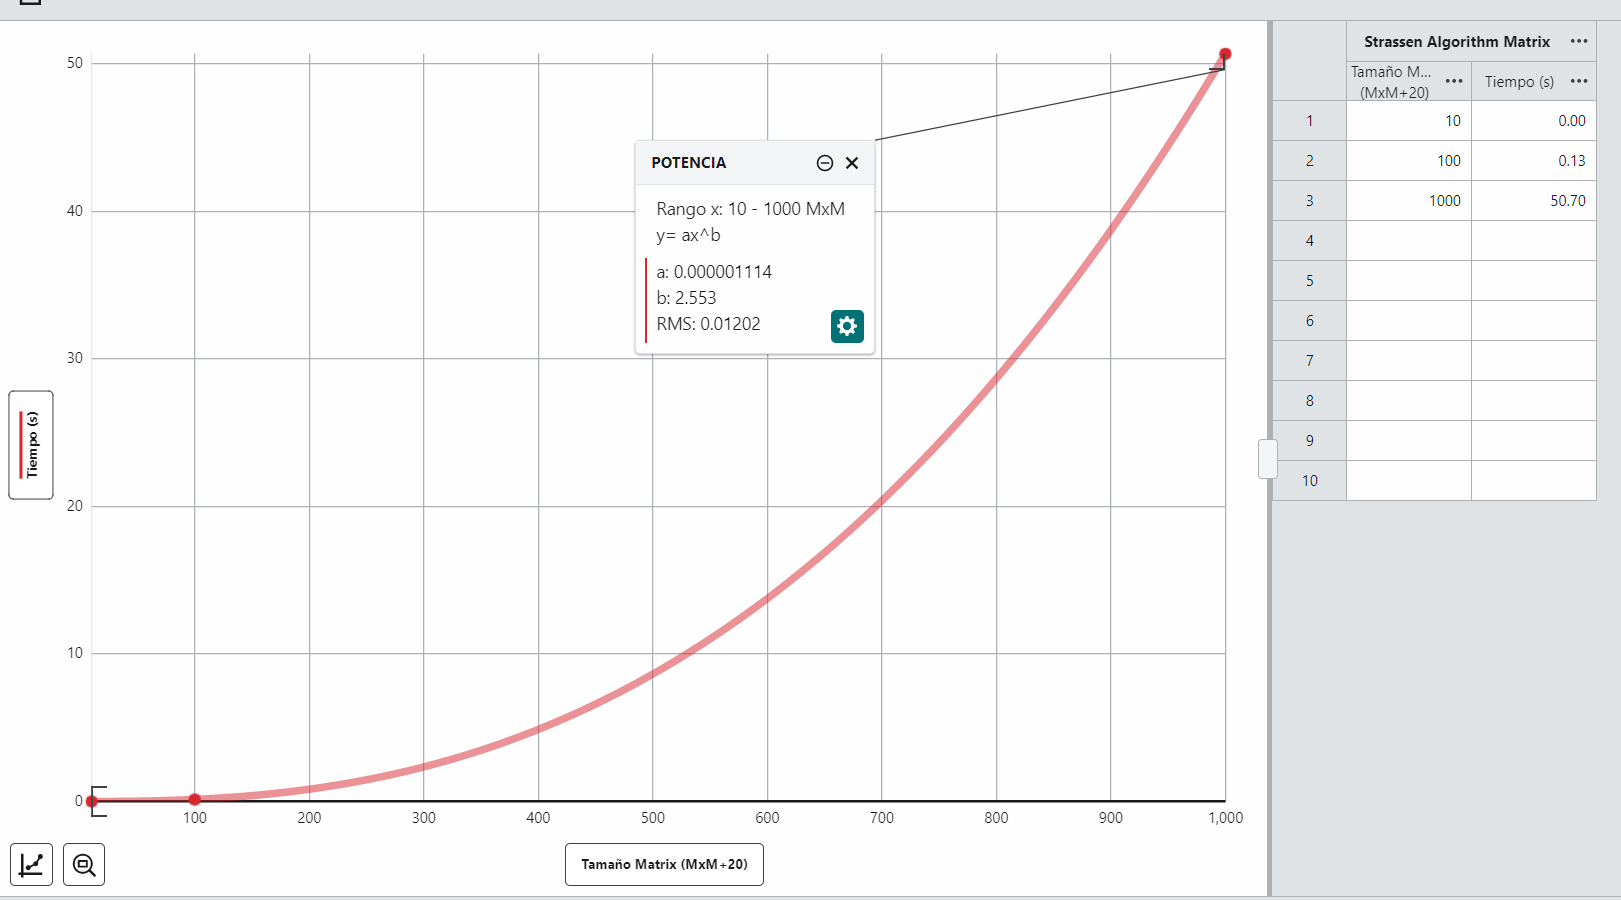 50
40
30
20
10
0
Tiempo (s)
100
200
300
400
500
600
700
800
900
1,000
Tamaño Matrix (MxM+20)
POTENCIA
Rango x: 10 - 1000 MxM
y= ax^b
a: 0.000001114
b: 2.553
RMS: 0.01202
Strassen Algorithm Matrix
Tamaño M... Tiempo (s)
(MxM+20)
1 10 0.00
2 100 0.13
3 1000 50.70
4
5
6
7
8
9
10